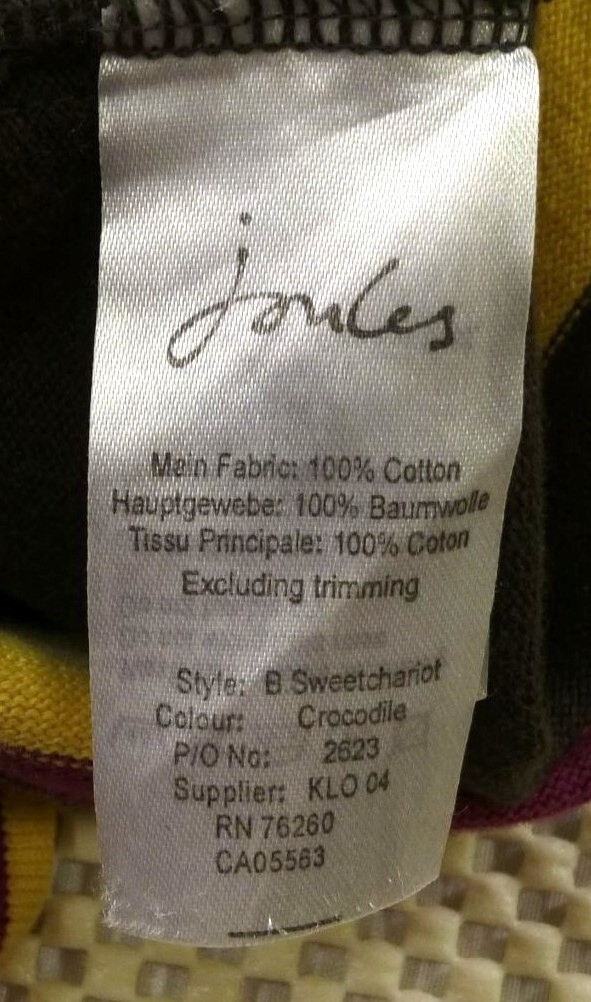 joules
Main Fabric: 100% Cotton
Hauptgewebe: 100% Baumwolle
Tissu Principale: 100% Coton
Excluding trimming
Style: B Sweetchariot
Colour: Crocodile
P/O No: 2623
Supplier: KLO 04
RN 76260
CA05563